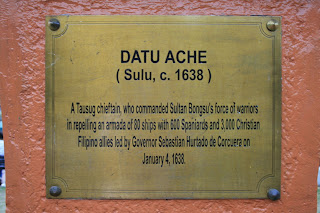 DATU ACHE
( Sulu, c. 1638 )
A Tausug chieftain, who commanded Sultan Bongsu's force of warriors
in repelling an armada of 80 ships with 600 Spaniards and 3,000 Christian
Filipino allies led by Governor Sebastian Hurtado de Corcuera on
January 4, 1638.